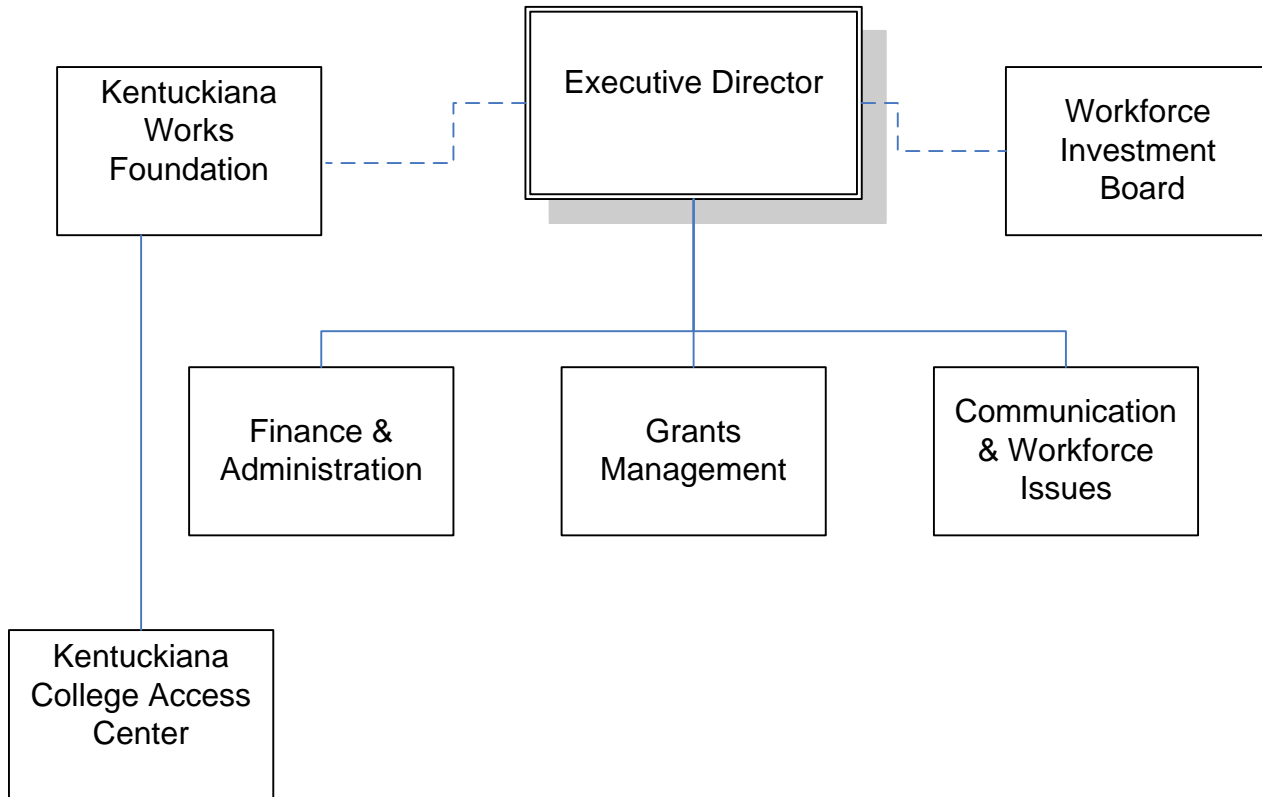 Executive Director
Kentuckiana
Works
Foundation
Workforce
Investment
Board
Finance &
Administration
Grants
Management
Communication
& Workforce
Issues
Kentuckiana
College Access
Center